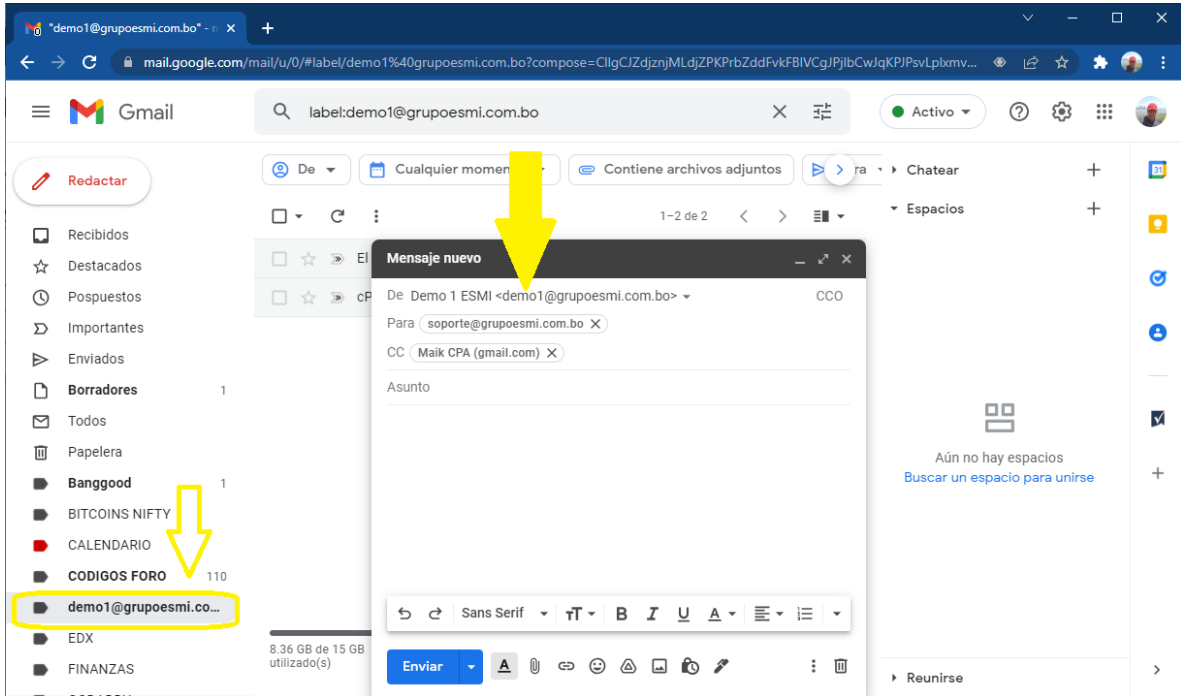 "demo1@grupoesmi.com.bo" - n
mail.google.com/mail/u/0/#label/demo1%40grupoesmi.com.bo?compose=CllgCJZdjznjMLdjZPKPrbZddFvkFBlVCgJPjlbCwJqKPJPsvLplxmv...
Gmail
label:demo1@grupoesmi.com.bo
Activo
Redactar
Recibidos
Destacados
Pospuestos
Importantes
Enviados
Borradores 1
Todos
Papelera
Banggood 1
BITCOINS NIFTY
CALENDARIO
CODIGOS FORO 110
demo1@grupoesmi.co...
EDX
FINANZAS
De
Cualquier momen
Contiene archivos adjuntos
ra
1–2 de 2
El
cP
8.36 GB de 15 GB
utilizado(s)
Mensaje nuevo
De Demo 1 ESMI <demo1@grupoesmi.com.bo>
CCO
Para soporte@grupoesmi.com.bo
CC Maik CPA (gmail.com)
Asunto
Sans Serif
Enviar
Chatear
Espacios
Aún no hay espacios
Buscar un espacio para unirse
Reunirse
31